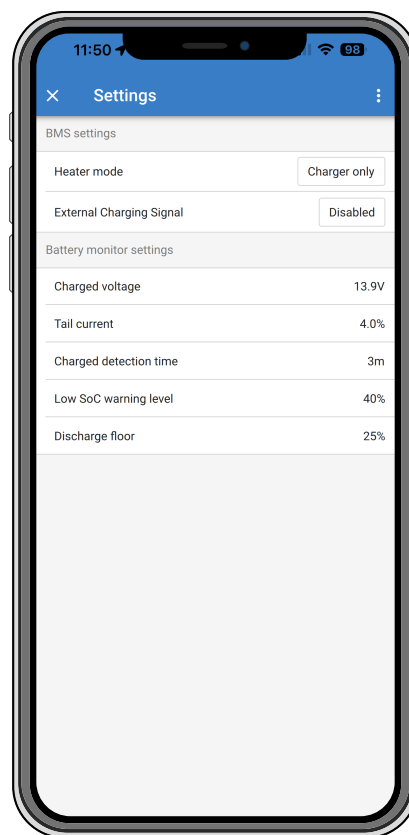 11:50
98
Settings
BMS settings
Heater mode
Charger only
External Charging Signal
Disabled
Battery monitor settings
Charged voltage
13.9V
Tail current
4.0%
Charged detection time
3m
Low SoC warning level
40%
Discharge floor
25%